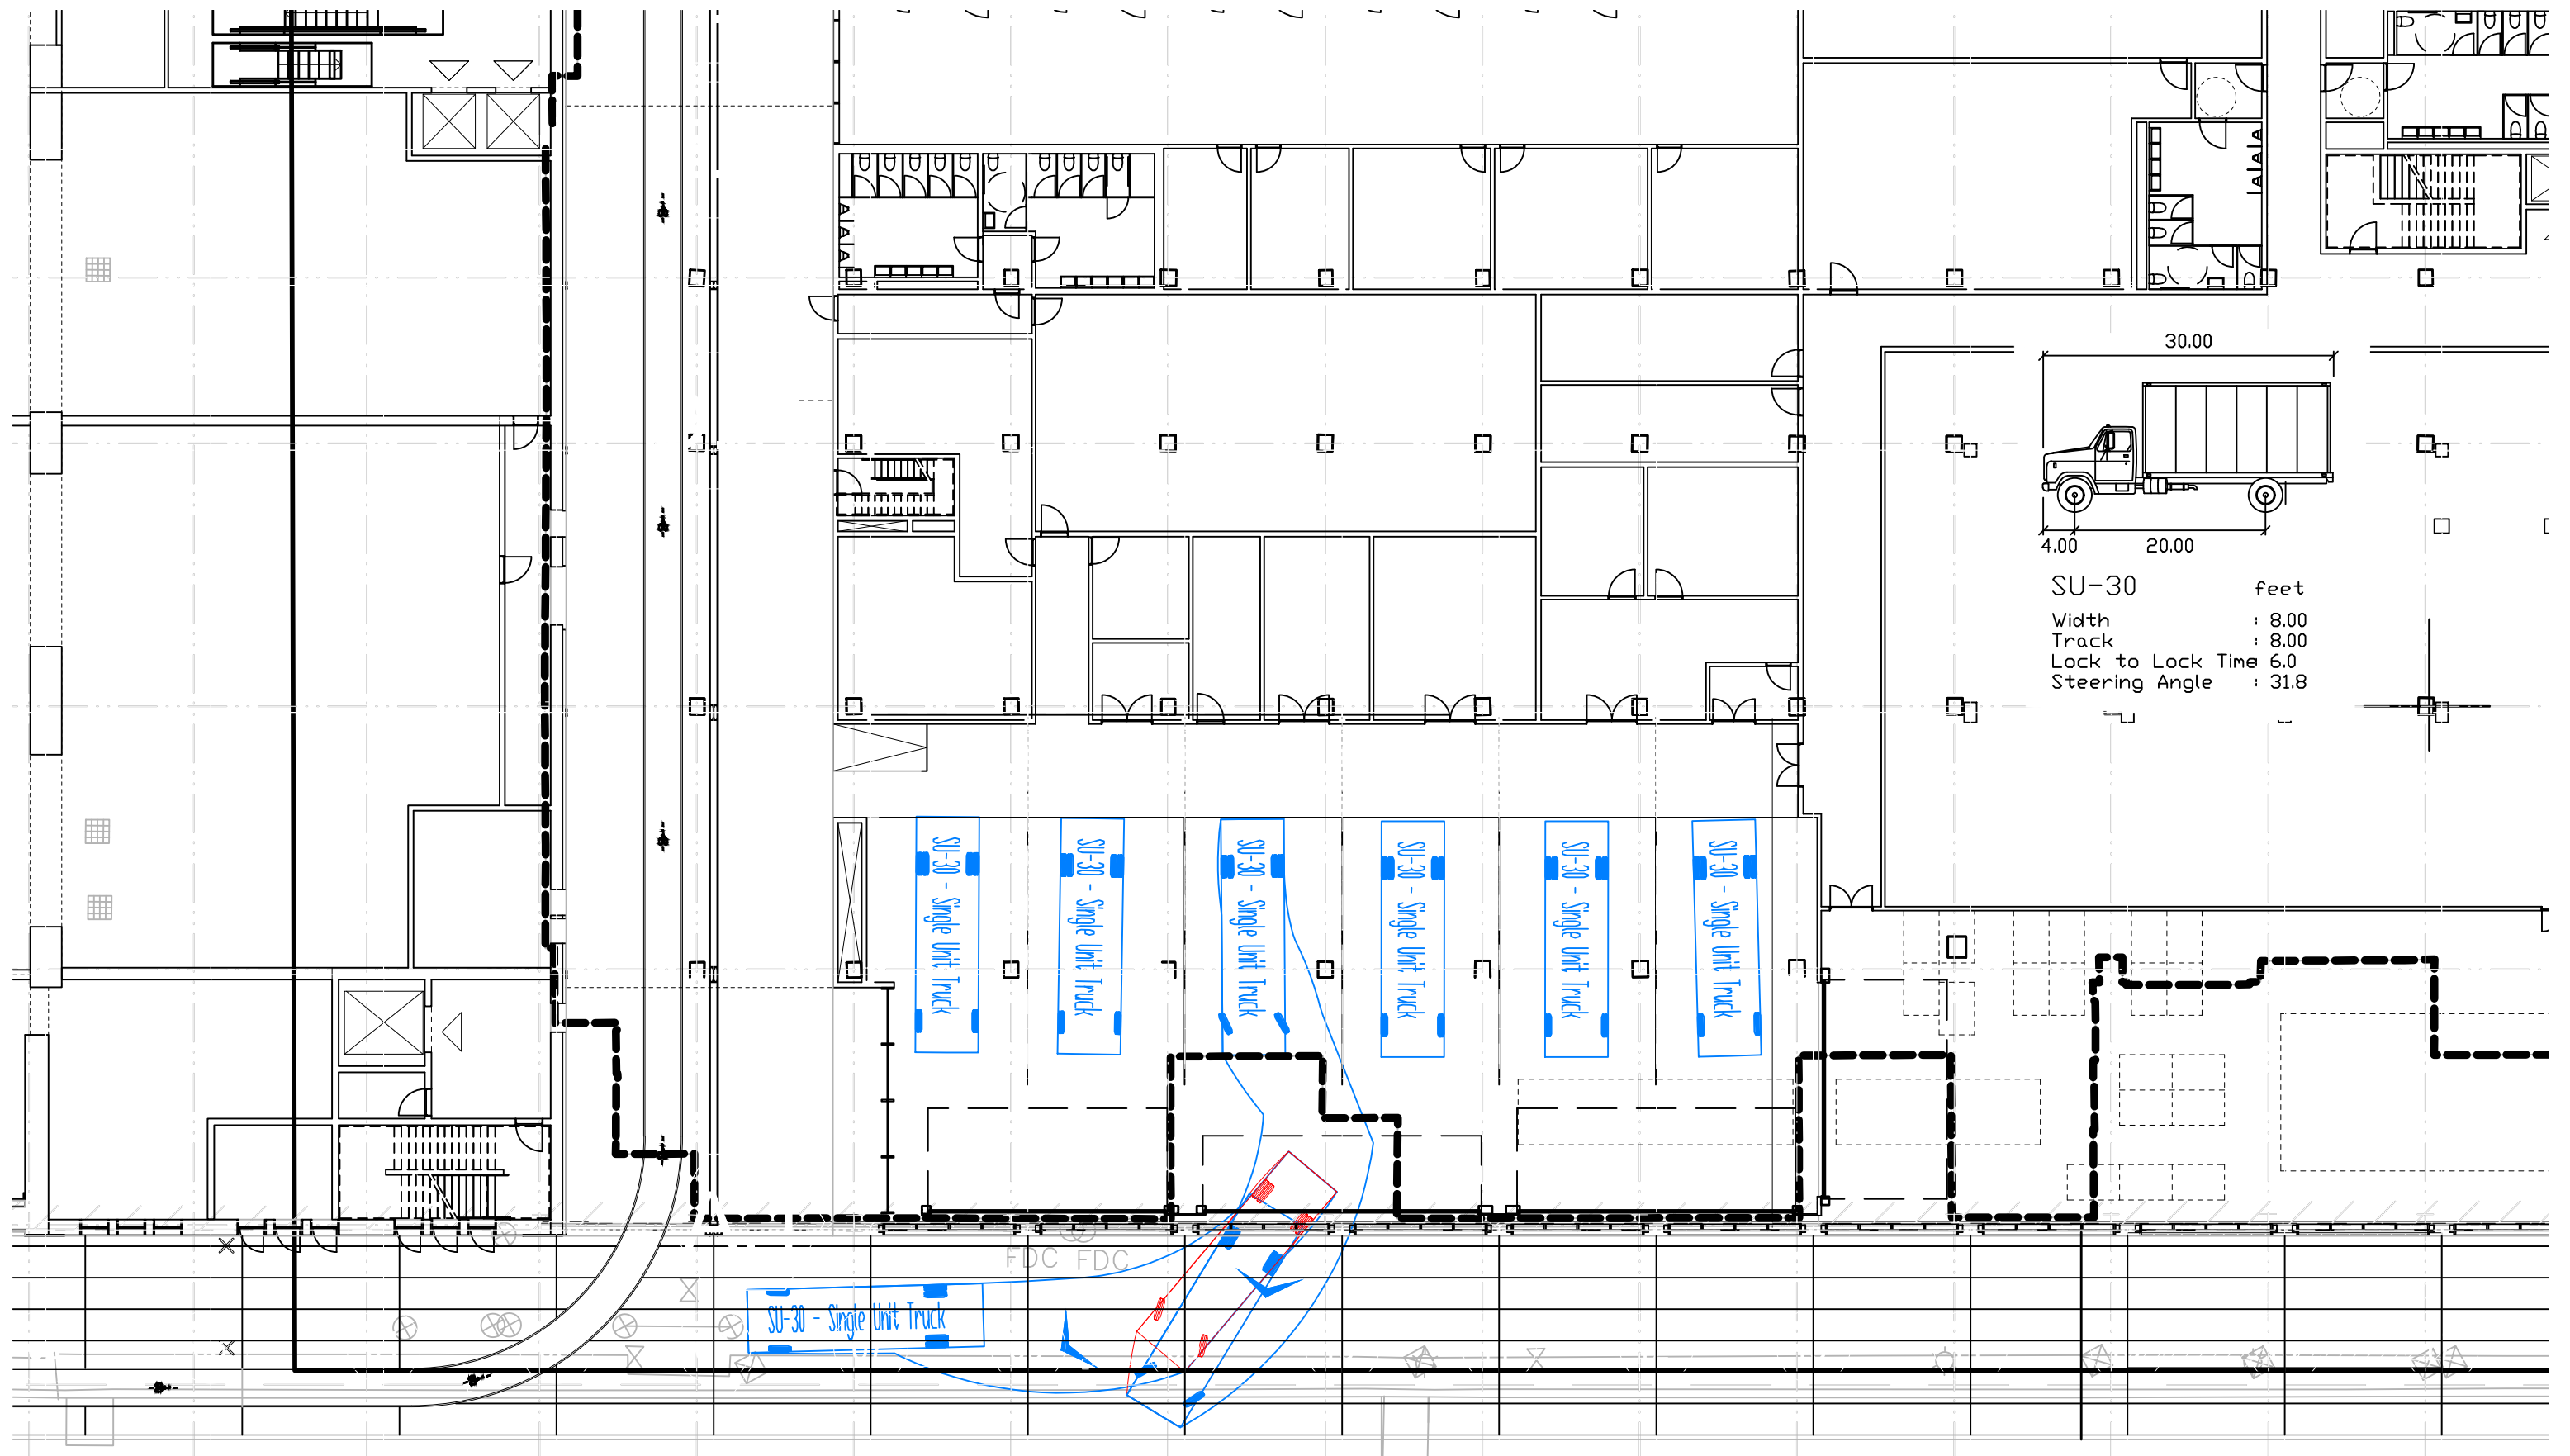 30.00
4.00 20.00
SU-30 feet
Width : 8.00
Track : 8.00
Lock to Lock Time : 6.0
Steering Angle : 31.8
SU-30 - Single Unit Truck
SU-30 - Single Unit Truck
SU-30 - Single Unit Truck
SU-30 - Single Unit Truck
SU-30 - Single Unit Truck
SU-30 - Single Unit Truck
FDC FDC
SU-30 - Single Unit Truck